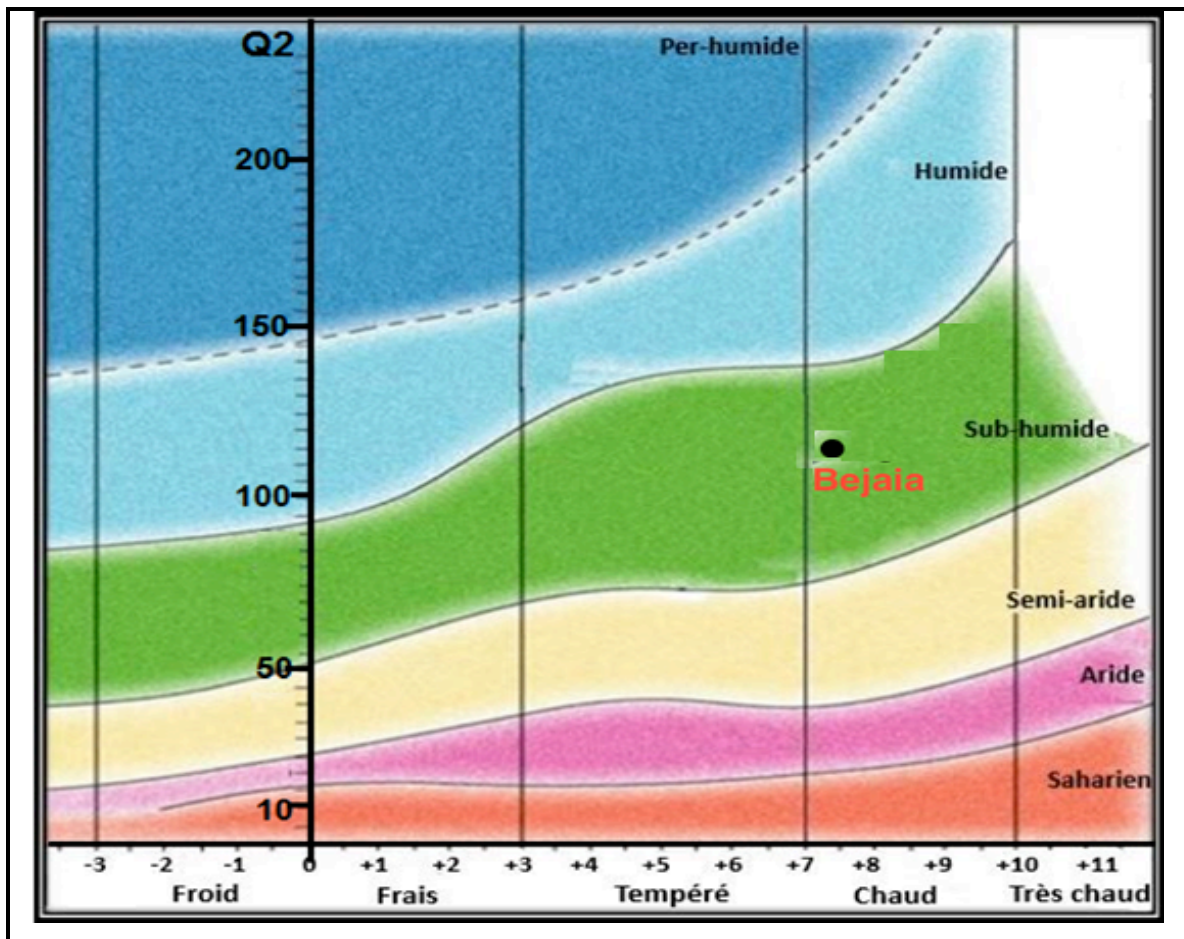 Q2
Per-humide
200
Humide
150
Sub-humide
100
Bejaia
Semi-aride
50
Aride
Saharien
10
-3 -2 -1 0 +1 +2 +3 +4 +5 +6 +7 +8 +9 +10 +11
Froid Frais Tempéré Chaud Très chaud